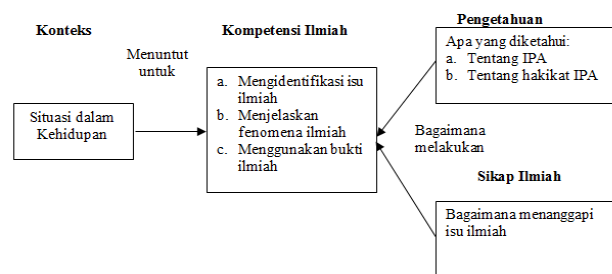 Konteks
Menuntut
untuk
Situasi dalam
Kehidupan
Kompetensi Ilmiah
a. Mengidentifikasi isu
ilmiah
b. Menjelaskan
fenomena ilmiah
c. Menggunakan bukti
ilmiah
Pengetahuan
Apa yang diketahui:
a. Tentang IPA
b. Tentang hakikat IPA
Bagaimana
melakukan
Sikap Ilmiah
Bagaimana menanggapi
isu ilmiah